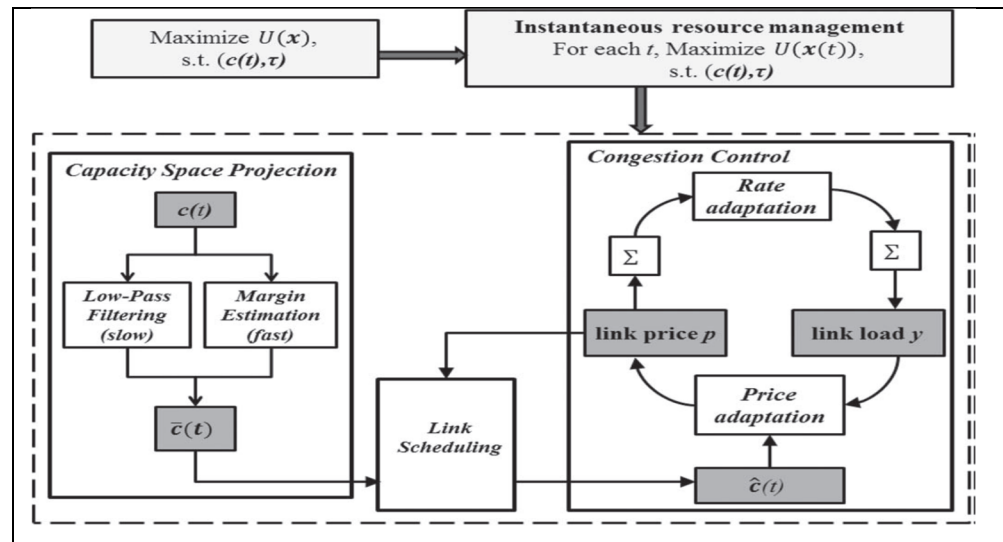 Maximize U(x),
s.t. (c(t),τ)
Instantaneous resource management
For each t, Maximize U(x(t)),
s.t. (c(t),τ)
Capacity Space Projection
c(t)
Low-Pass
Filtering
(slow)
Margin
Estimation
(fast)
c̄(t)
Link
Scheduling
Congestion Control
Rate
adaptation
Σ
Σ
link price p
link load y
Price
adaptation
ĉ(t)